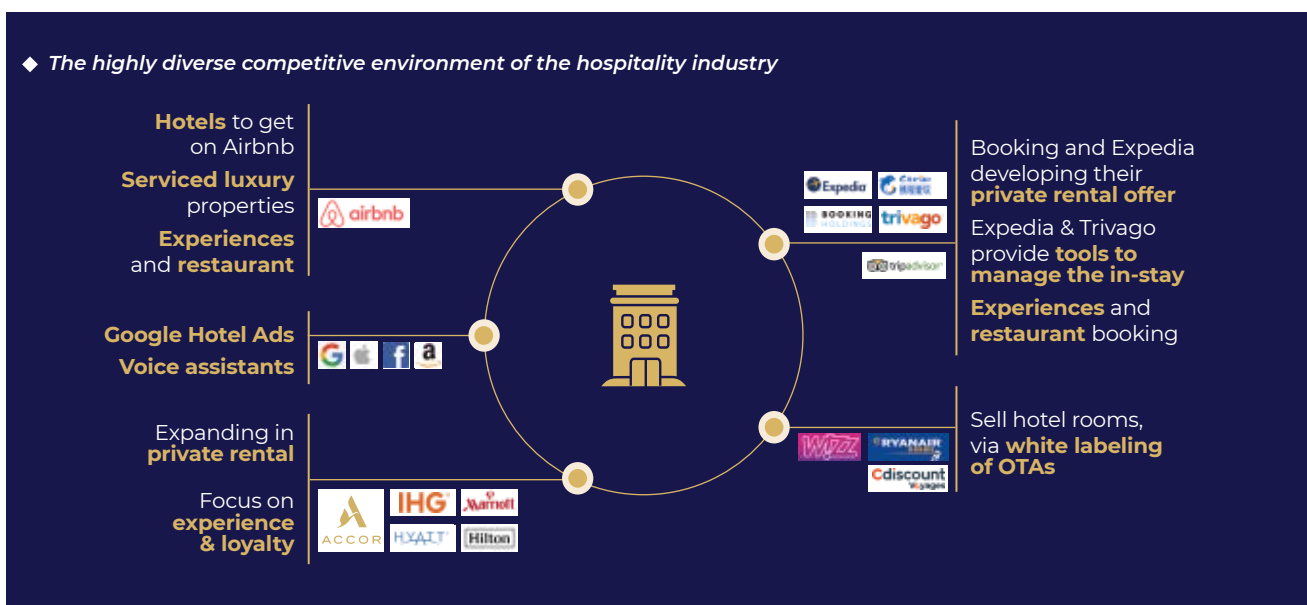 The highly diverse competitive environment of the hospitality industry
Hotels to get
on Airbnb
Serviced luxury
properties
Experiences
and restaurant
airbnb
Google Hotel Ads
Voice assistants
G
f
a
Expanding in
private rental
Focus on
experience
& loyalty
ACCOR
IHG
Marriott
HYATT
Hilton
Expedia
BOOKING
HOLDINGS
trivago
tripadvisor
Booking and Expedia
developing their
private rental offer
Expedia & Trivago
provide tools to
manage the in-stay
Experiences and
restaurant booking
Wizz
RYANAIR
Cdiscount
Voyages
Sell hotel rooms,
via white labeling
of OTAs